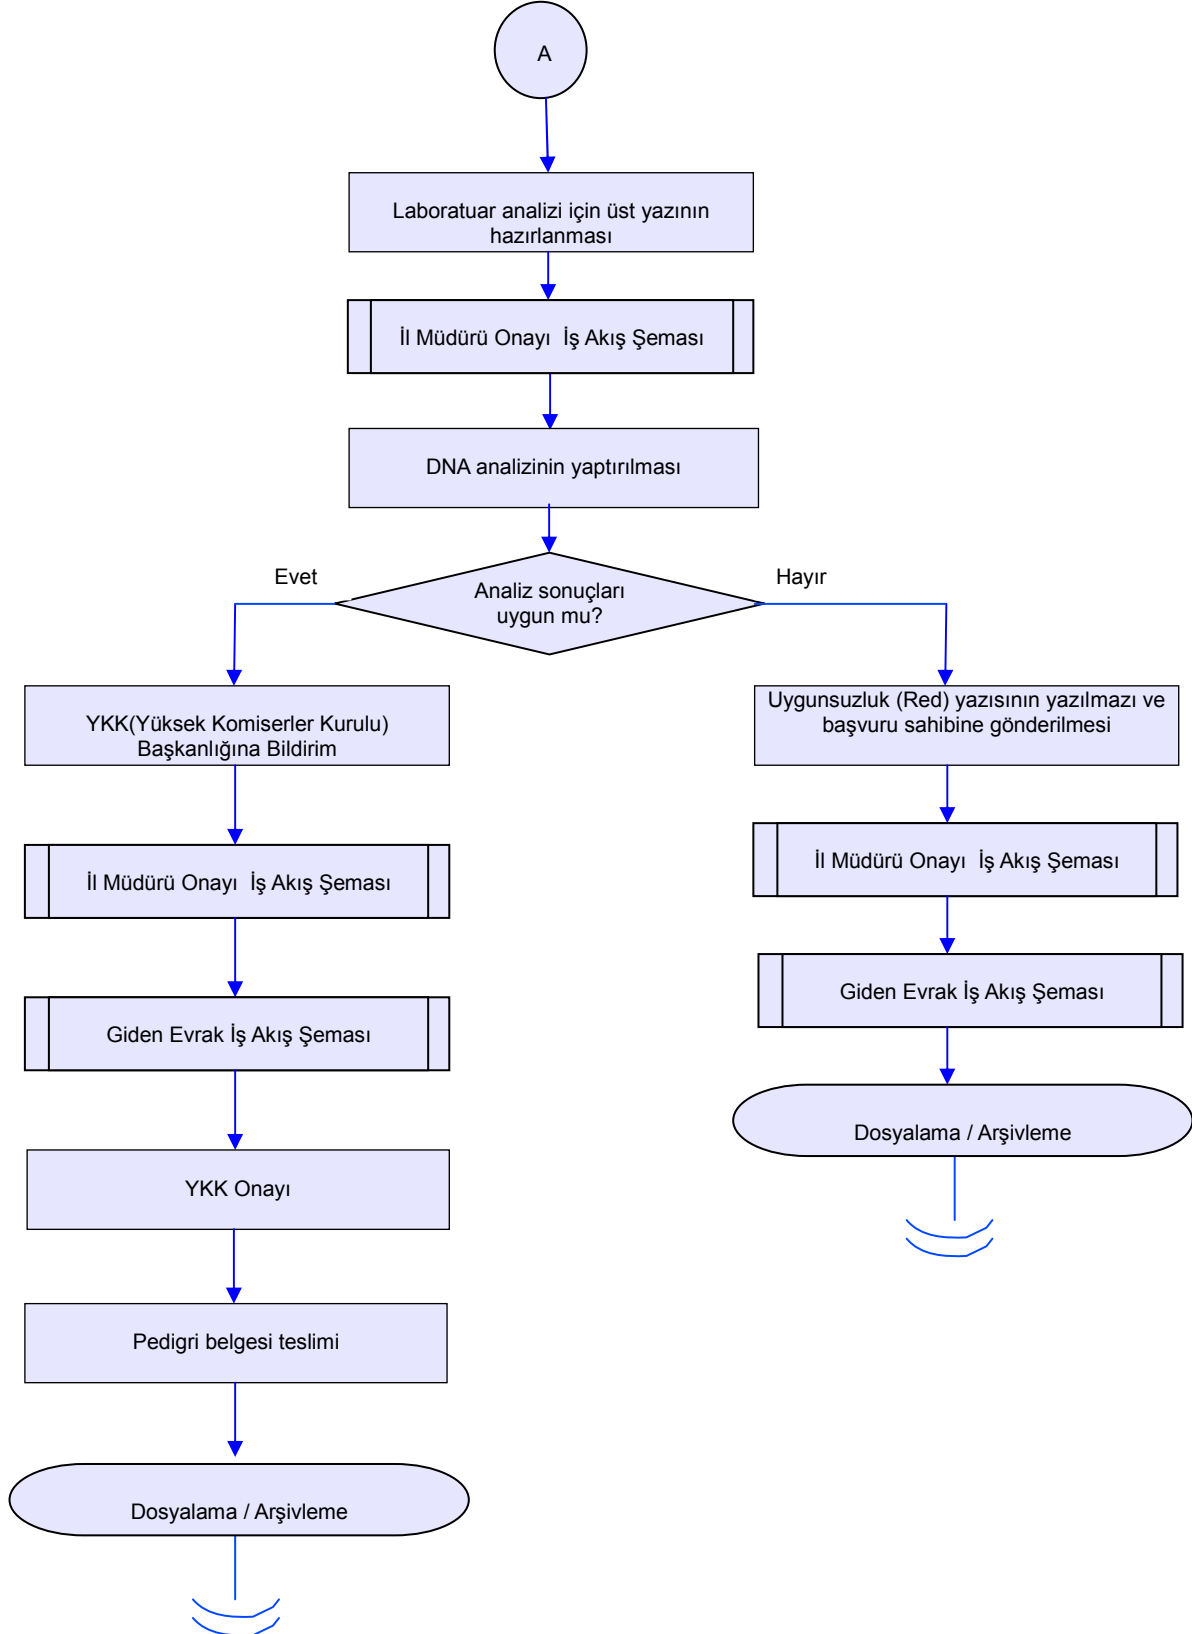 A
Laboratuar analizi için üst yazının
hazırlanması
İl Müdürü Onayı  İş Akış Şeması
DNA analizinin yaptırılması
Evet
Hayır
Analiz sonuçları
uygun mu?
YKK(Yüksek Komiserler Kurulu)
Başkanlığına Bildirim
Uygunsuzluk (Red) yazısının yazılmazı ve
başvuru sahibine gönderilmesi
İl Müdürü Onayı  İş Akış Şeması
İl Müdürü Onayı  İş Akış Şeması
Giden Evrak İş Akış Şeması
Giden Evrak İş Akış Şeması
Dosyalama / Arşivleme
YKK Onayı
Pedigri belgesi teslimi
Dosyalama / Arşivleme